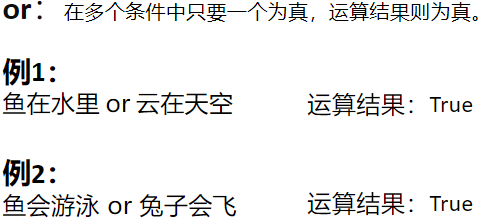 or： 在多个条件中只要一个为真，运算结果则为真。
例1：
鱼在水里 or 云在天空 运算结果：True
例2：
鱼会游泳 or 兔子会飞 运算结果：True